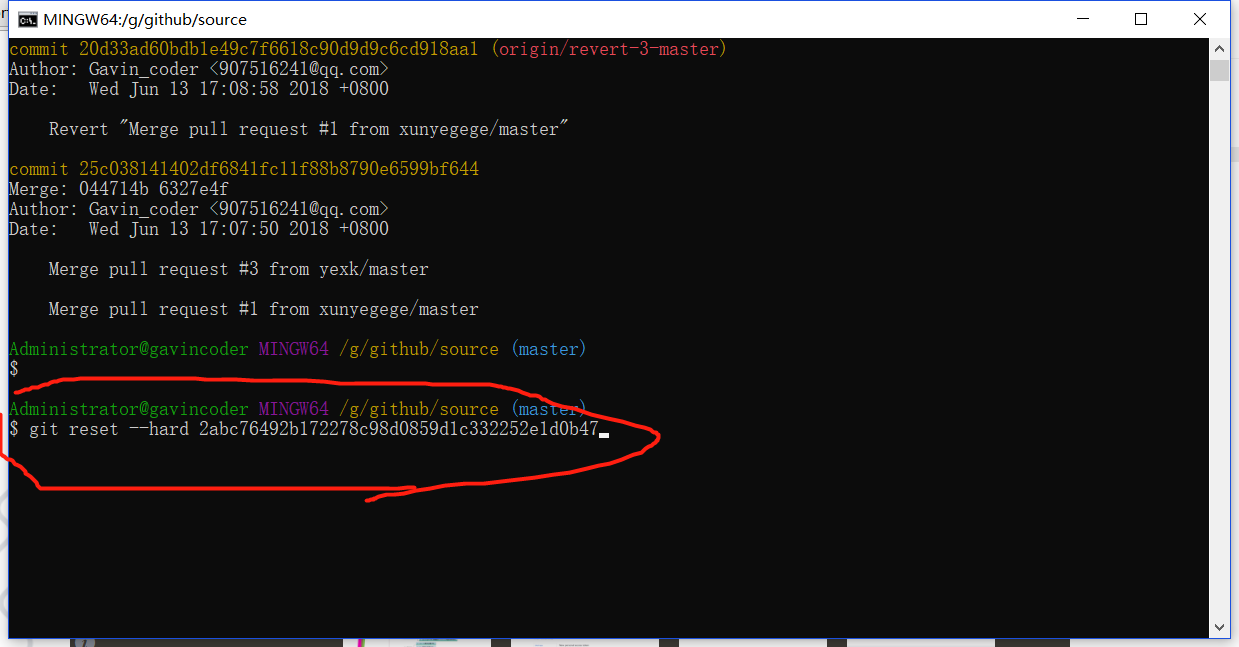 MINGW64:/g/github/source
commit 20d33ad60bdb1e49c7f6618c90d9d9c6cd918aa1 (origin/revert-3-master)
Author: Gavin_coder <907516241@qq.com>
Date:   Wed Jun 13 17:08:58 2018 +0800
Revert "Merge pull request #1 from xunyegege/master"
commit 25c038141402df6841fc11f88b8790e6599bf644
Merge: 044714b 6327e4f
Author: Gavin_coder <907516241@qq.com>
Date:   Wed Jun 13 17:07:50 2018 +0800
Merge pull request #3 from yexk/master
Merge pull request #1 from xunyegege/master
Administrator@gavincoder MINGW64 /g/github/source (master)
$
Administrator@gavincoder MINGW64 /g/github/source (master)
$ git reset --hard 2abc76492b172278c98d0859d1c332252e1d0b47